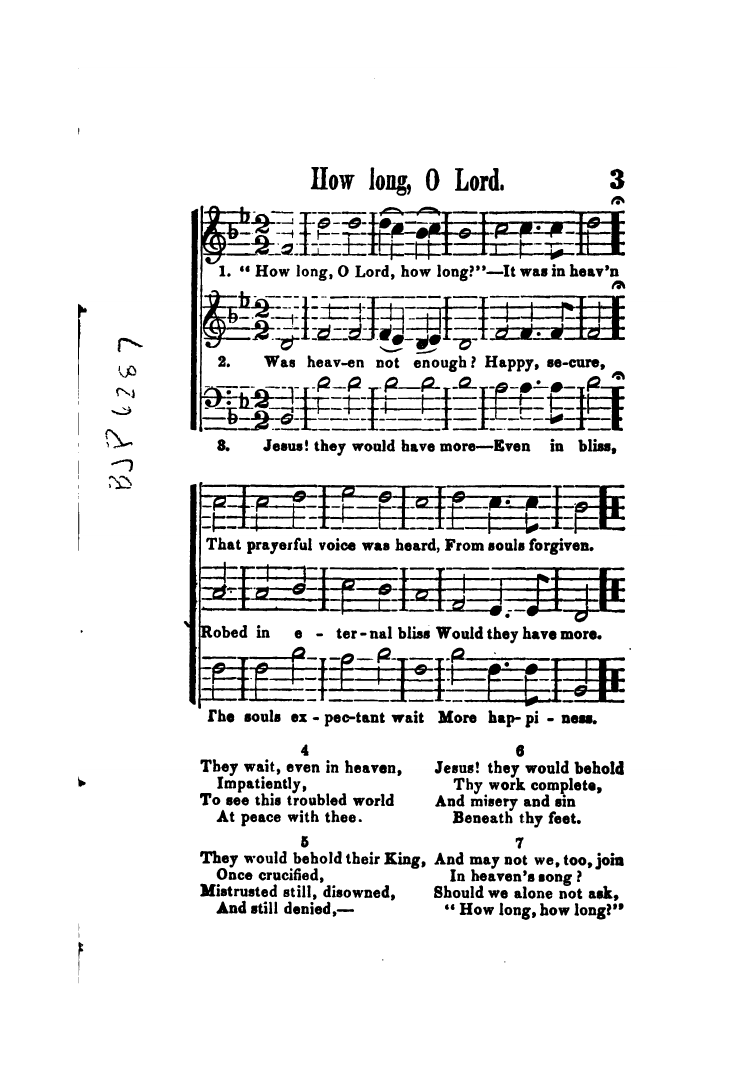 How long, O Lord.
3
1. “ How long, O Lord, how long?”—It was in heav’n
2. Was heav-en not enough? Happy, se-cure,
3. Jesus! they would have more—Even in bliss,
That prayerful voice was heard, From souls forgiven.
Robed in e - ter-nal bliss Would they have more.
The souls ex - pec-tant wait More hap- pi - ness.
4
They wait, even in heaven,
Impatiently,
To see this troubled world
At peace with thee.
5
They would behold their King,
Once crucified,
Mistrusted still, disowned,
And still denied,—
6
Jesus! they would behold
Thy work complete,
And misery and sin
Beneath thy feet.
7
And may not we, too, join
In heaven’s song?
Should we alone not ask,
“ How long, how long?”
BJP 6287